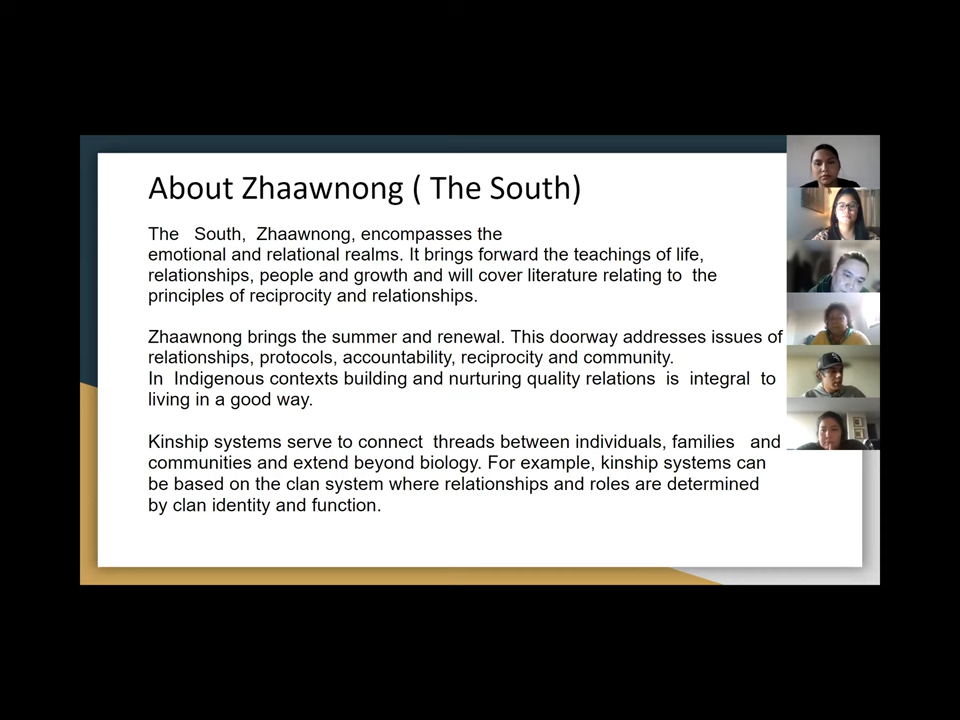 About Zhaawnong ( The South)
The South, Zhaawnong, encompasses the
emotional and relational realms. It brings forward the teachings of life,
relationships, people and growth and will cover literature relating to the
principles of reciprocity and relationships.
Zhaawnong brings the summer and renewal. This doorway addresses issues of
relationships, protocols, accountability, reciprocity and community.
In Indigenous contexts building and nurturing quality relations is integral to
living in a good way.
Kinship systems serve to connect threads between individuals, families and
communities and extend beyond biology. For example, kinship systems can
be based on the clan system where relationships and roles are determined
by clan identity and function.